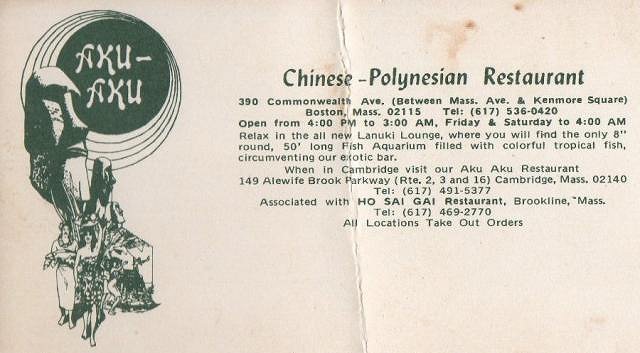 AKU-
AKU
Chinese-Polynesian Restaurant
390 Commonwealth Ave. (Between Mass. Ave. & Kenmore Square)
Boston, Mass. 02115 Tel: (617) 536-0420
Open from 4:00 PM to 3:00 AM, Friday & Saturday to 4:00 AM
Relax in the all new Lanuki Lounge, where you will find the only 8"
round, 50' long Fish Aquarium filled with colorful tropical fish,
circumventing our exotic bar.
When in Cambridge visit our Aku Aku Restaurant
149 Alewife Brook Parkway (Rte. 2, 3 and 16) Cambridge, Mass. 02140
Tel: (617) 491-5377
Associated with HO SAI GAI Restaurant, Brookline, Mass.
Tel: (617) 469-2770
All Locations Take Out Orders